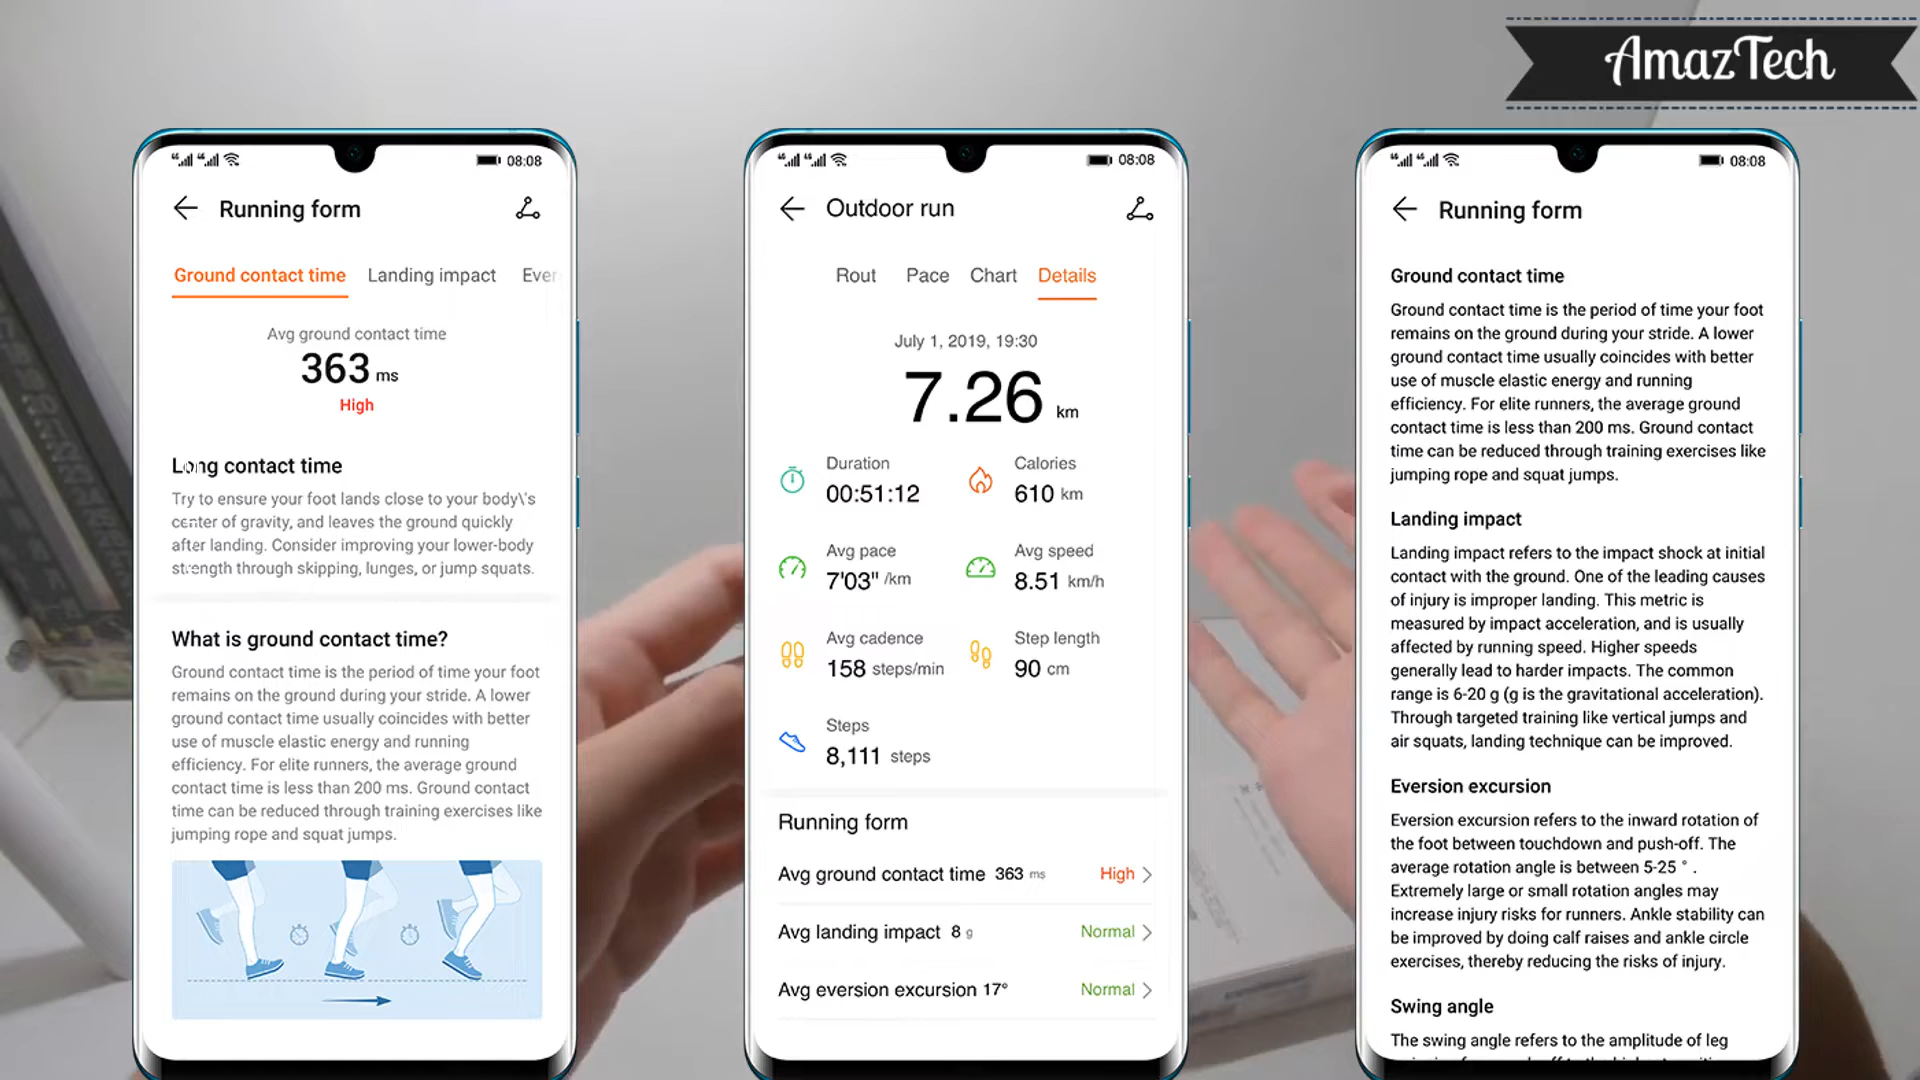 AmazTech
08:08
Running form
Ground contact time Landing impact Ever
Avg ground contact time
363 ms
High
Long contact time
Try to ensure your foot lands close to your body\'s
center of gravity, and leaves the ground quickly
after landing. Consider improving your lower-body
strength through skipping, lunges, or jump squats.
What is ground contact time?
Ground contact time is the period of time your foot
remains on the ground during your stride. A lower
ground contact time usually coincides with better
use of muscle elastic energy and running
efficiency. For elite runners, the average ground
contact time is less than 200 ms. Ground contact
time can be reduced through training exercises like
jumping rope and squat jumps.
08:08
Outdoor run
Rout Pace Chart Details
July 1, 2019, 19:30
7.26 km
Duration Calories
00:51:12 610 km
Avg pace Avg speed
7'03" /km 8.51 km/h
Avg cadence Step length
158 steps/min 90 cm
Steps
8,111 steps
Running form
Avg ground contact time 363 ms High
Avg landing impact 8 g Normal
Avg eversion excursion 17° Normal
08:08
Running form
Ground contact time
Ground contact time is the period of time your foot
remains on the ground during your stride. A lower
ground contact time usually coincides with better
use of muscle elastic energy and running
efficiency. For elite runners, the average ground
contact time is less than 200 ms. Ground contact
time can be reduced through training exercises like
jumping rope and squat jumps.
Landing impact
Landing impact refers to the impact shock at initial
contact with the ground. One of the leading causes
of injury is improper landing. This metric is
measured by impact acceleration, and is usually
affected by running speed. Higher speeds
generally lead to harder impacts. The common
range is 6-20 g (g is the gravitational acceleration).
Through targeted training like vertical jumps and
air squats, landing technique can be improved.
Eversion excursion
Eversion excursion refers to the inward rotation of
the foot between touchdown and push-off. The
average rotation angle is between 5-25 ° .
Extremely large or small rotation angles may
increase injury risks for runners. Ankle stability can
be improved by doing calf raises and ankle circle
exercises, thereby reducing the risks of injury.
Swing angle
The swing angle refers to the amplitude of leg